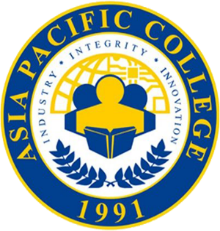 ASIA PACIFIC COLLEGE
INDUSTRY • INTEGRITY • INNOVATION
1991